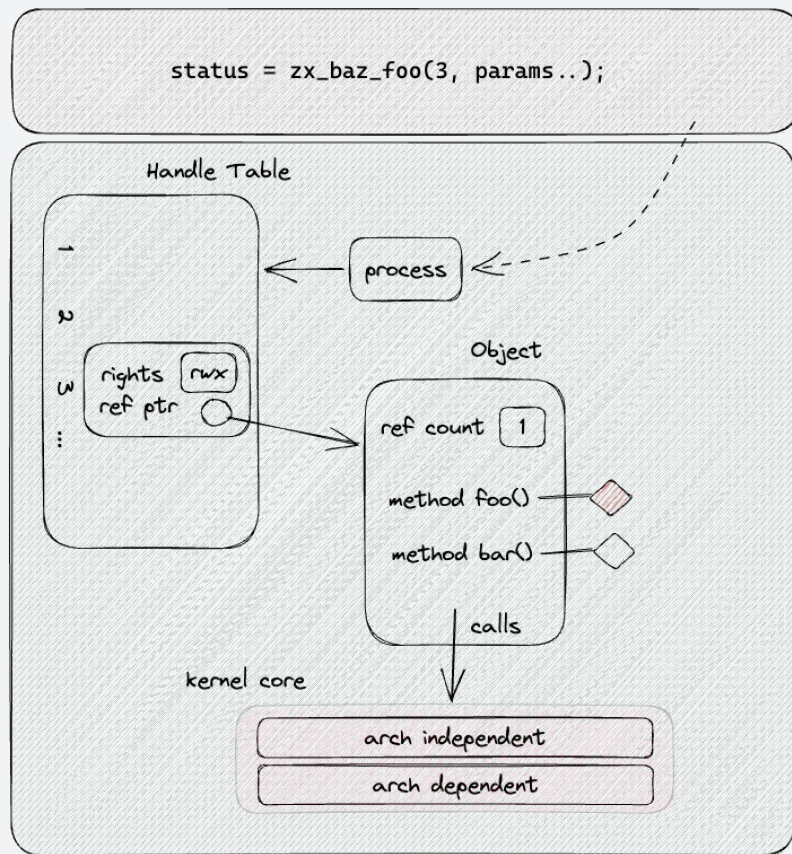 status = zx_baz_foo(3, params..);
Handle Table
process
1
2
3
...
rights rwx
ref ptr
Object
ref count 1
method foo()
method bar()
calls
kernel core
arch independent
arch dependent